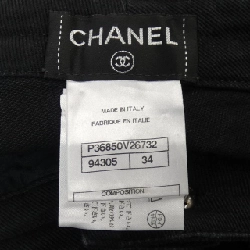 CHANEL
MADE IN ITALY
FABRIQUE EN ITALIE
P36850V26732
94305 34
COMPOSITION